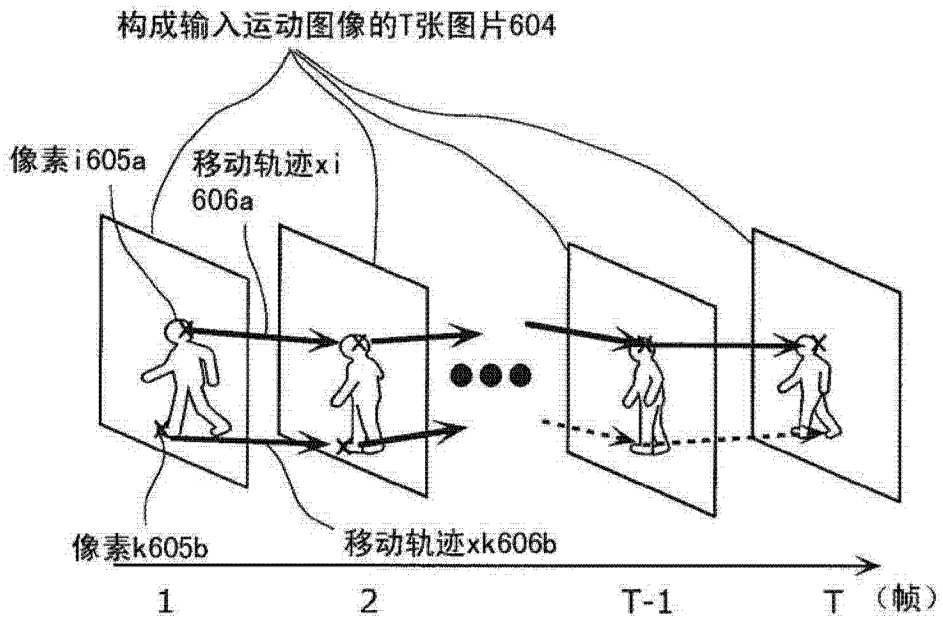 构成输入运动图像的T张图片604
像素i605a
移动轨迹xi
606a
像素k605b
移动轨迹xk606b
1 2 T-1 T (帧)